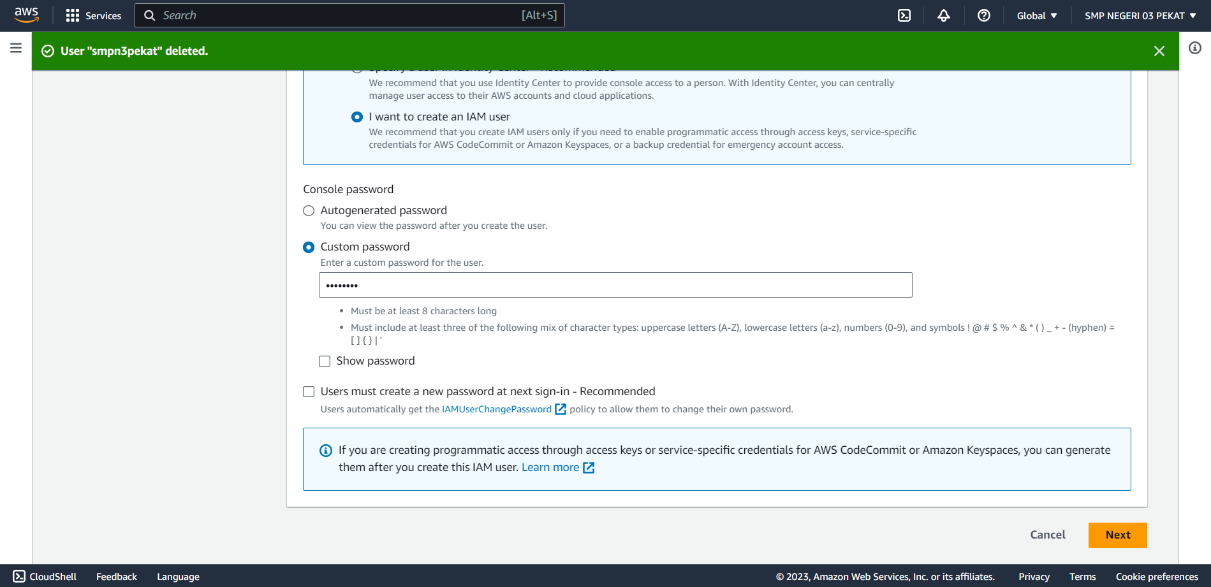 aws
Services
Search
[Alt+S]
Global ▼
SMP NEGERI 03 PEKAT ▼
User "smpn3pekat" deleted.
We recommend that you use Identity Center to provide console access to a person. With Identity Center, you can centrally
manage user access to their AWS accounts and cloud applications.
I want to create an IAM user
We recommend that you create IAM users only if you need to enable programmatic access through access keys, service-specific
credentials for AWS CodeCommit or Amazon Keyspaces, or a backup credential for emergency account access.
Console password
Autogenerated password
You can view the password after you create the user.
Custom password
Enter a custom password for the user.
••••••••
• Must be at least 8 characters long
• Must include at least three of the following mix of character types: uppercase letters (A-Z), lowercase letters (a-z), numbers (0-9), and symbols ! @ # $ % ^ & * ( ) _ + - (hyphen) =
[ ] { } | '
Show password
Users must create a new password at next sign-in - Recommended
Users automatically get the IAMUserChangePassword policy to allow them to change their own password.
If you are creating programmatic access through access keys or service-specific credentials for AWS CodeCommit or Amazon Keyspaces, you can generate
them after you create this IAM user. Learn more
Cancel
Next
CloudShell
Feedback
Language
© 2023, Amazon Web Services, Inc. or its affiliates.
Privacy
Terms
Cookie preferences